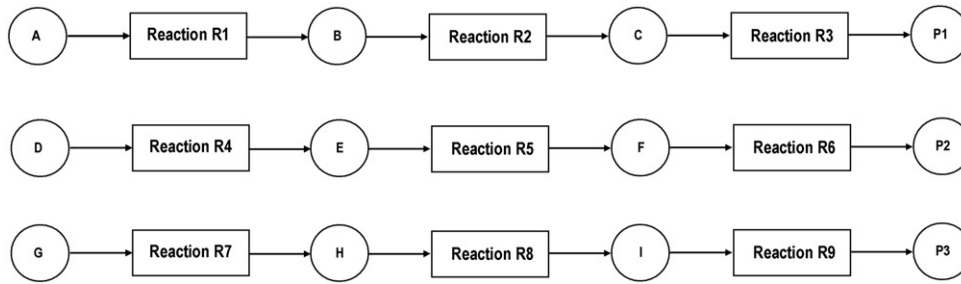 A Reaction R1 B Reaction R2 C Reaction R3 P1
D Reaction R4 E Reaction R5 F Reaction R6 P2
G Reaction R7 H Reaction R8 I Reaction R9 P3